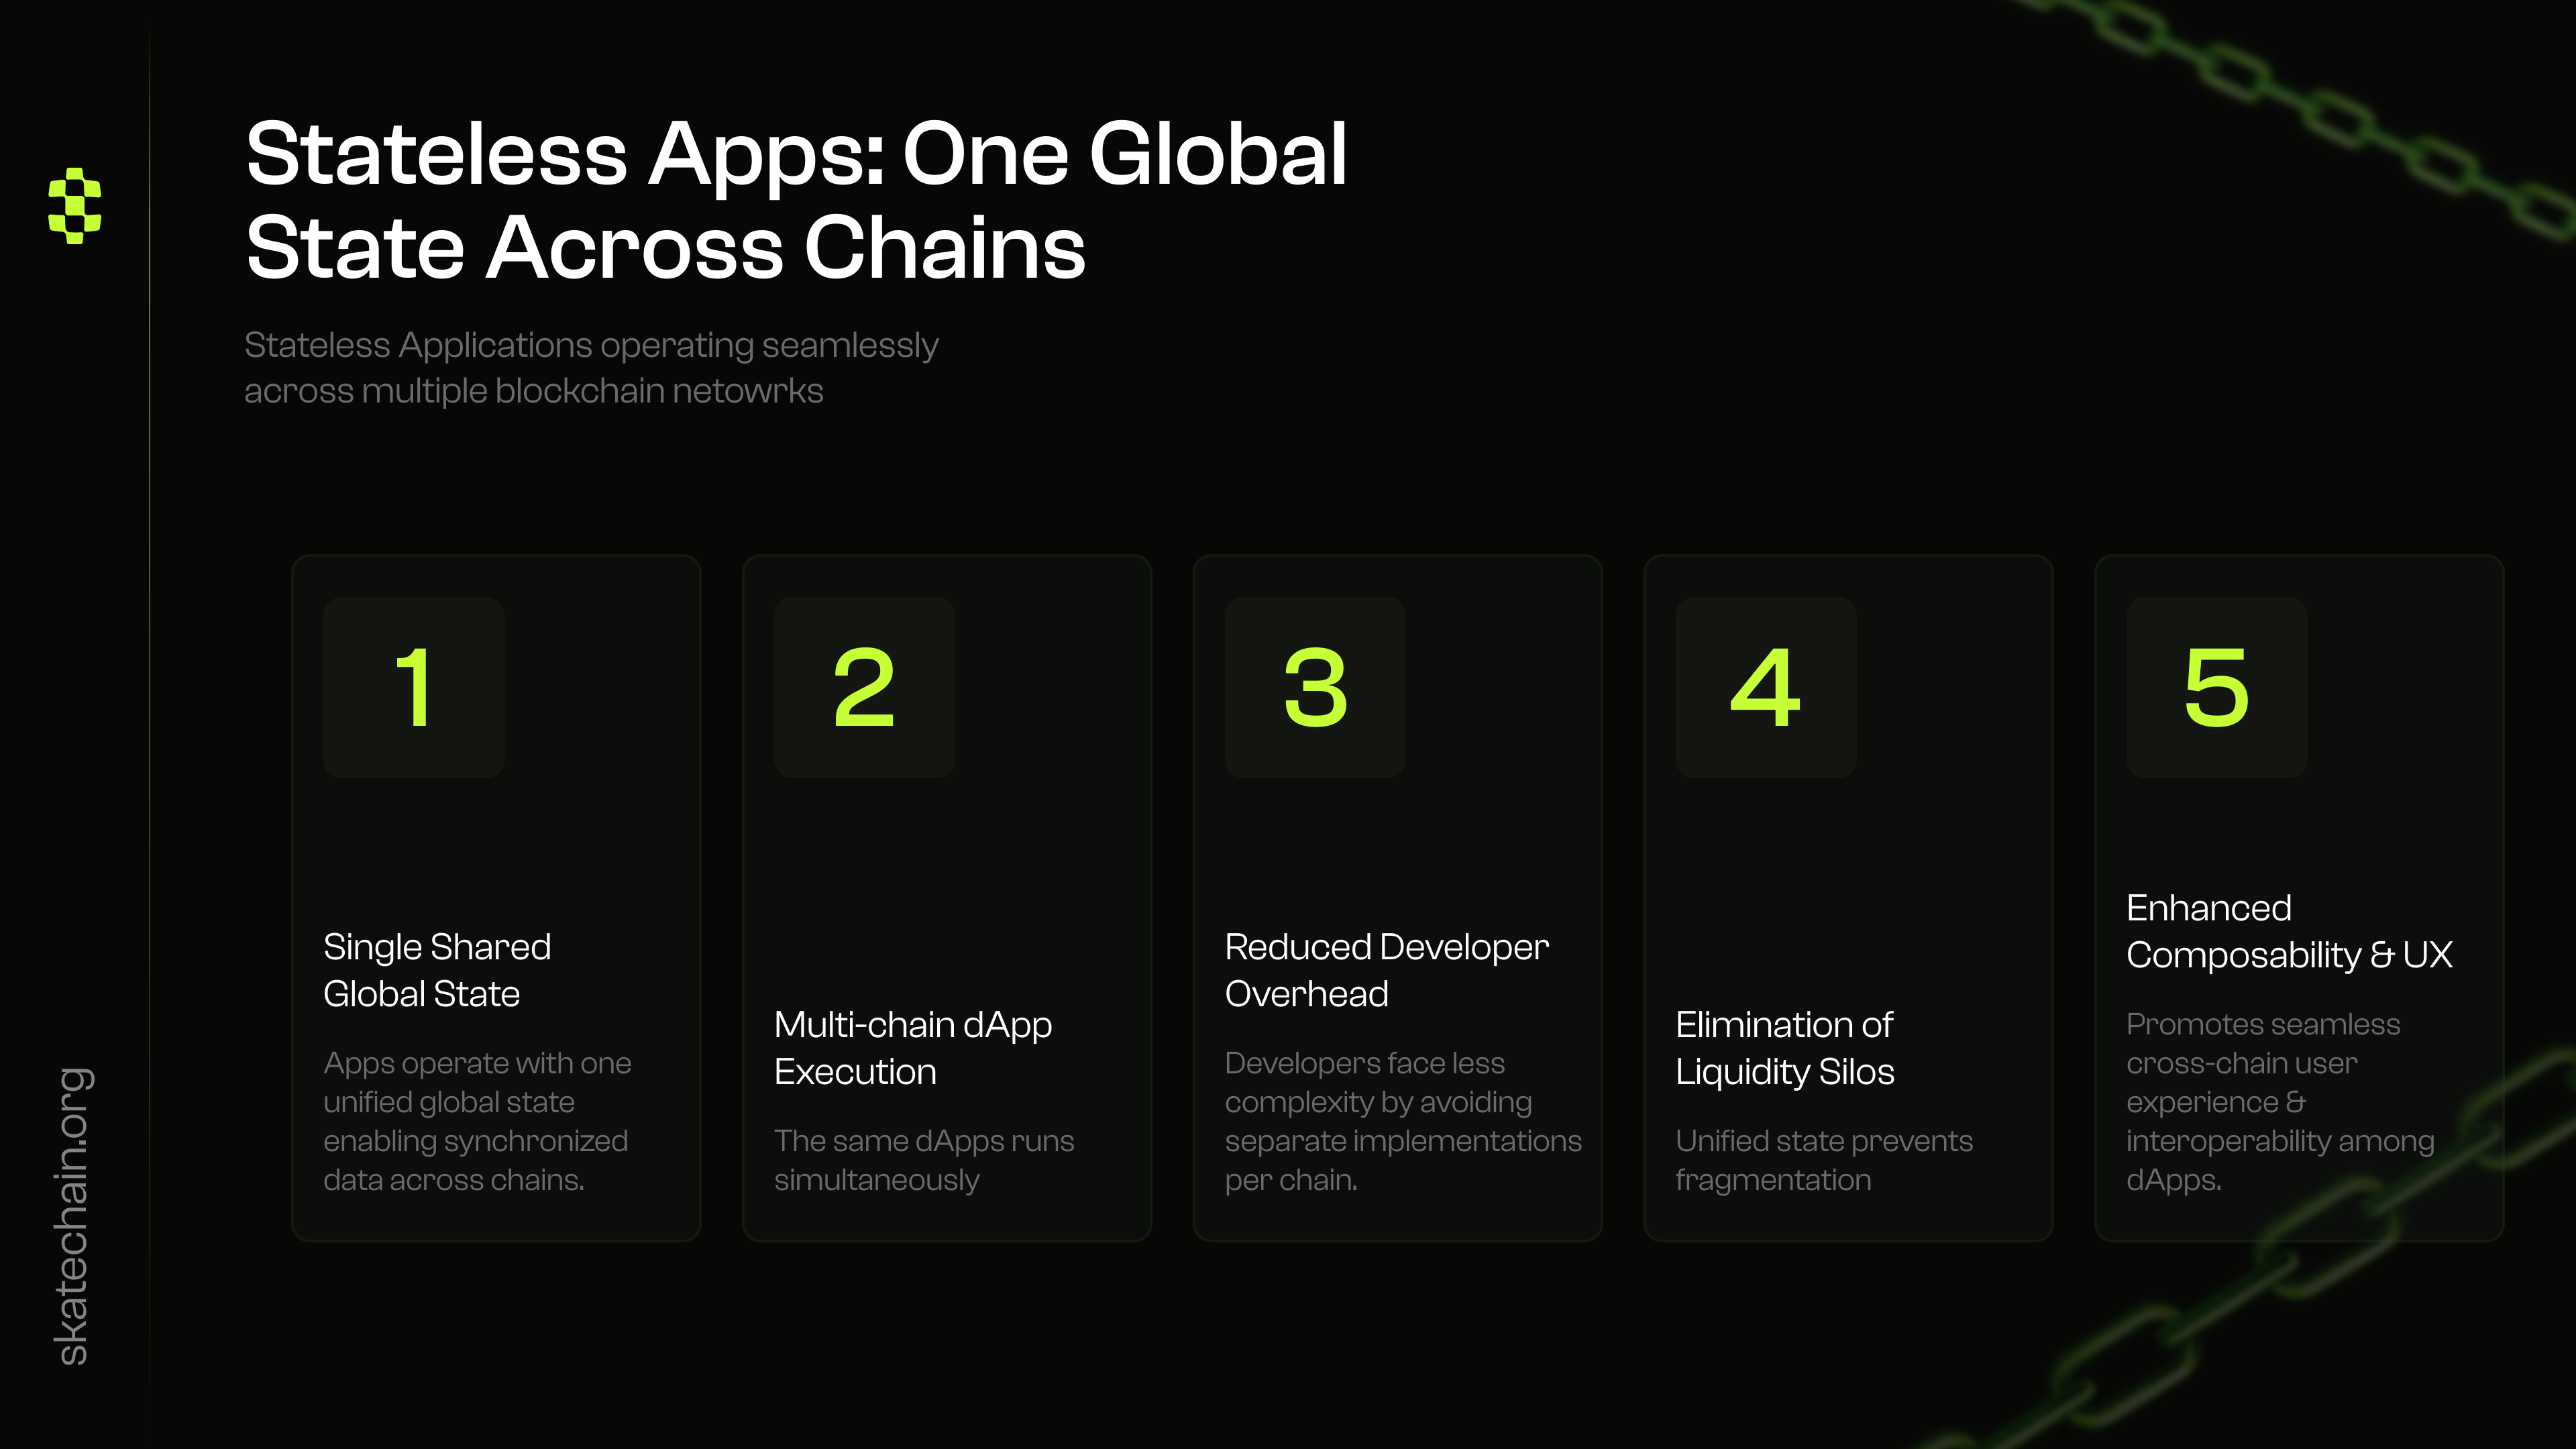 Stateless Apps: One Global
State Across Chains
Stateless Applications operating seamlessly
across multiple blockchain netowrks
1
Single Shared
Global State
Apps operate with one
unified global state
enabling synchronized
data across chains.
2
Multi-chain dApp
Execution
The same dApps runs
simultaneously
3
Reduced Developer
Overhead
Developers face less
complexity by avoiding
separate implementations
per chain.
4
Elimination of
Liquidity Silos
Unified state prevents
fragmentation
5
Enhanced
Composability & UX
Promotes seamless
cross-chain user
experience &
interoperability among
dApps.
skatechain.org